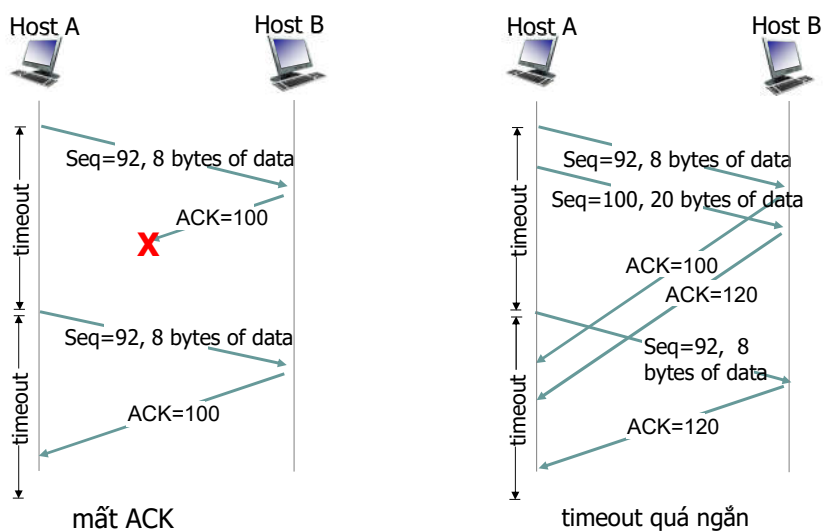 Host A
Host B
timeout
Seq=92, 8 bytes of data
ACK=100
X
timeout
Seq=92, 8 bytes of data
ACK=100
mất ACK
Host A
Host B
timeout
Seq=92, 8 bytes of data
Seq=100, 20 bytes of data
ACK=100
ACK=120
timeout
Seq=92, 8
bytes of data
ACK=120
timeout quá ngắn